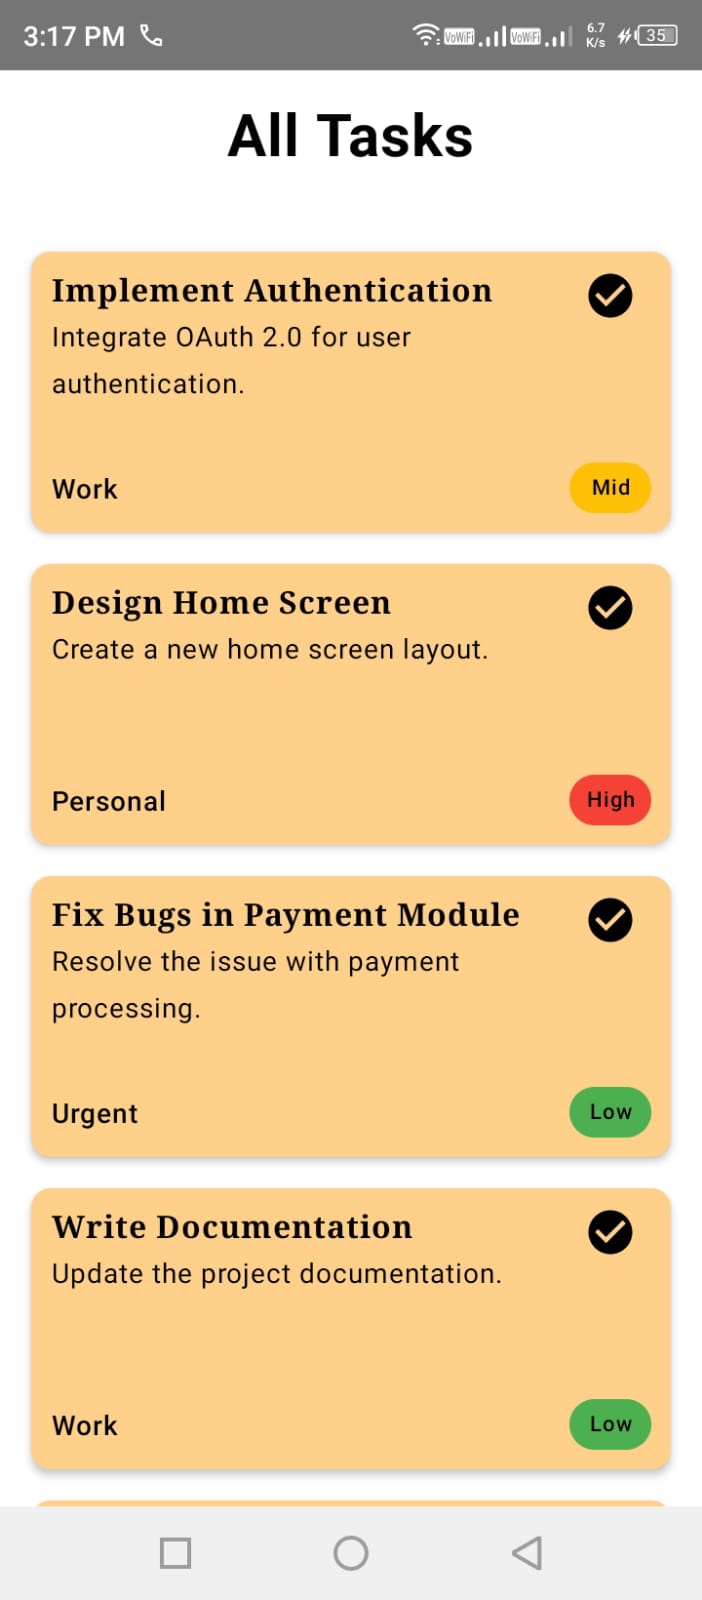 3:17 PM
VoWiFi VoWiFi 6.7 K/s 35
All Tasks
Implement Authentication
Integrate OAuth 2.0 for user
authentication.
Work
Mid
Design Home Screen
Create a new home screen layout.
Personal
High
Fix Bugs in Payment Module
Resolve the issue with payment
processing.
Urgent
Low
Write Documentation
Update the project documentation.
Work
Low